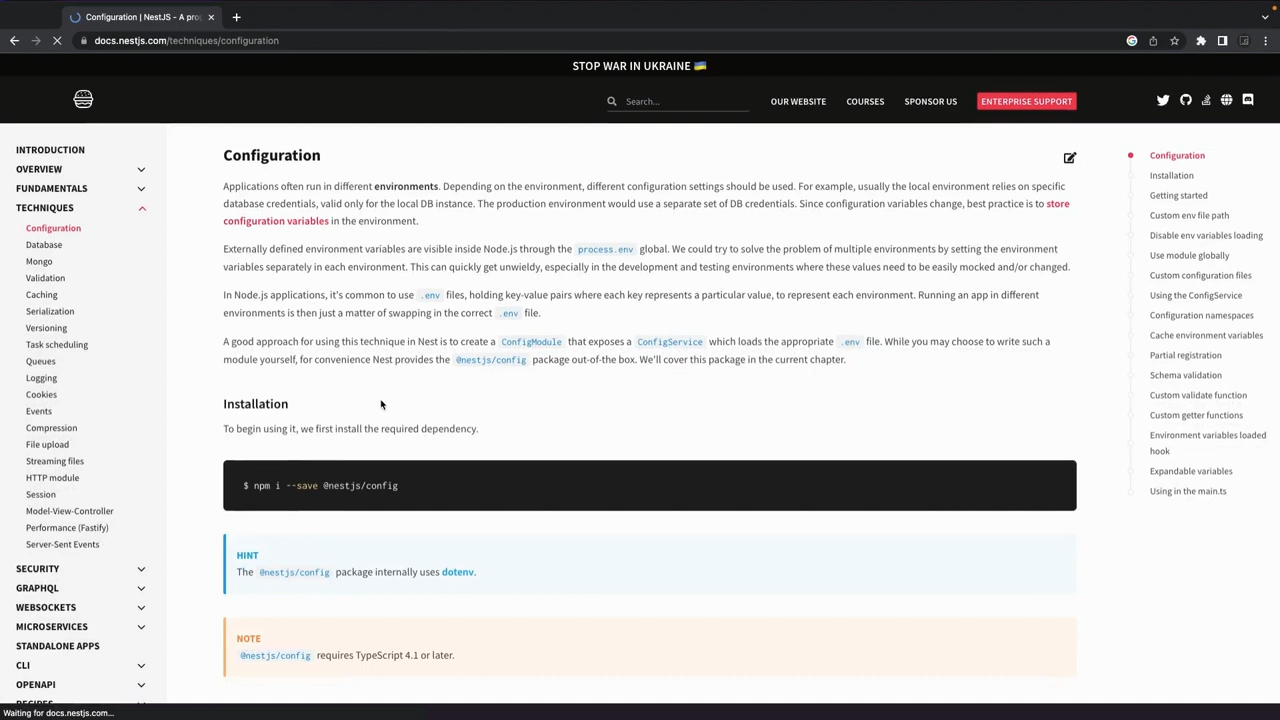 Configuration | NestJS - A pro
docs.nestjs.com/techniques/configuration
STOP WAR IN UKRAINE 🇺🇦
Search...
OUR WEBSITE
COURSES
SPONSOR US
ENTERPRISE SUPPORT
INTRODUCTION
OVERVIEW
FUNDAMENTALS
TECHNIQUES
Configuration
Database
Mongo
Validation
Caching
Serialization
Versioning
Task scheduling
Queues
Logging
Cookies
Events
Compression
File upload
Streaming files
HTTP module
Session
Model-View-Controller
Performance (Fastify)
Server-Sent Events
SECURITY
GRAPHQL
WEBSOCKETS
MICROSERVICES
STANDALONE APPS
CLI
OPENAPI
RECIPES
Configuration
Applications often run in different environments. Depending on the environment, different configuration settings should be used. For example, usually the local environment relies on specific
database credentials, valid only for the local DB instance. The production environment would use a separate set of DB credentials. Since configuration variables change, best practice is to store
configuration variables in the environment.
Externally defined environment variables are visible inside Node.js through the process.env global. We could try to solve the problem of multiple environments by setting the environment
variables separately in each environment. This can quickly get unwieldy, especially in the development and testing environments where these values need to be easily mocked and/or changed.
In Node.js applications, it's common to use .env files, holding key-value pairs where each key represents a particular value, to represent each environment. Running an app in different
environments is then just a matter of swapping in the correct .env file.
A good approach for using this technique in Nest is to create a ConfigModule that exposes a ConfigService which loads the appropriate .env file. While you may choose to write such a
module yourself, for convenience Nest provides the @nestjs/config package out-of-the box. We'll cover this package in the current chapter.
Installation
To begin using it, we first install the required dependency.
$ npm i --save @nestjs/config
HINT
The @nestjs/config package internally uses dotenv.
NOTE
@nestjs/config requires TypeScript 4.1 or later.
Configuration
Installation
Getting started
Custom env file path
Disable env variables loading
Use module globally
Custom configuration files
Using the ConfigService
Configuration namespaces
Cache environment variables
Partial registration
Schema validation
Custom validate function
Custom getter functions
Environment variables loaded
hook
Expandable variables
Using in the main.ts
Waiting for docs.nestjs.com...